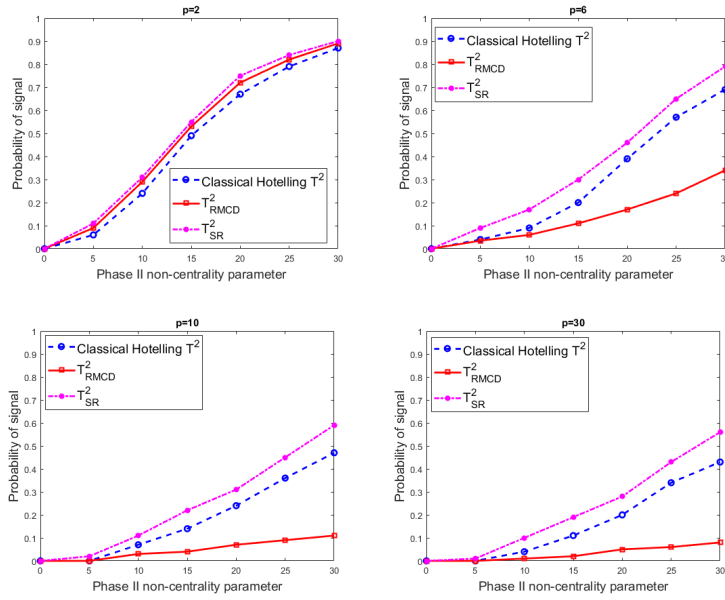 p=2
1
0.9
0.8
0.7
0.6
0.5
0.4
0.3
0.2
0.1
0
Probability of signal
Classical Hotelling T²
T²RMCD
T²SR
0 5 10 15 20 25 30
Phase II non-centrality parameter
p=6
1
0.9
0.8
0.7
0.6
0.5
0.4
0.3
0.2
0.1
0
Probability of signal
Classical Hotelling T²
T²RMCD
T²SR
0 5 10 15 20 25 30
Phase II non-centrality parameter
p=10
1
0.9
0.8
0.7
0.6
0.5
0.4
0.3
0.2
0.1
0
Probability of signal
Classical Hotelling T²
T²RMCD
T²SR
0 5 10 15 20 25 30
Phase II non-centrality parameter
p=30
1
0.9
0.8
0.7
0.6
0.5
0.4
0.3
0.2
0.1
0
Probability of signal
Classical Hotelling T²
T²RMCD
T²SR
0 5 10 15 20 25 30
Phase II non-centrality parameter